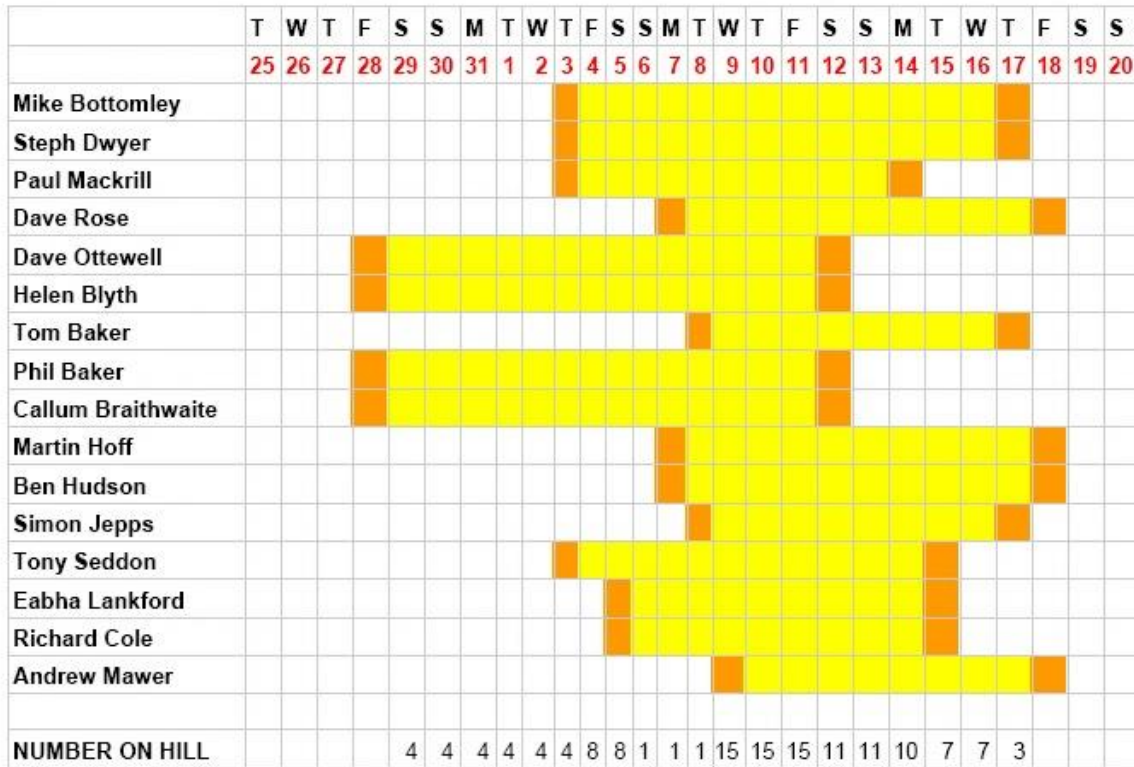 T W T F S S M T W T F S S M T W T F S S M T W T F S S
25 26 27 28 29 30 31 1 2 3 4 5 6 7 8 9 10 11 12 13 14 15 16 17 18 19 20
Mike Bottomley
Steph Dwyer
Paul Mackrill
Dave Rose
Dave Ottewell
Helen Blyth
Tom Baker
Phil Baker
Callum Braithwaite
Martin Hoff
Ben Hudson
Simon Jepps
Tony Seddon
Eabha Lankford
Richard Cole
Andrew Mawer
NUMBER ON HILL 4 4 4 4 4 4 8 8 1 1 1 15 15 15 11 11 10 7 7 3